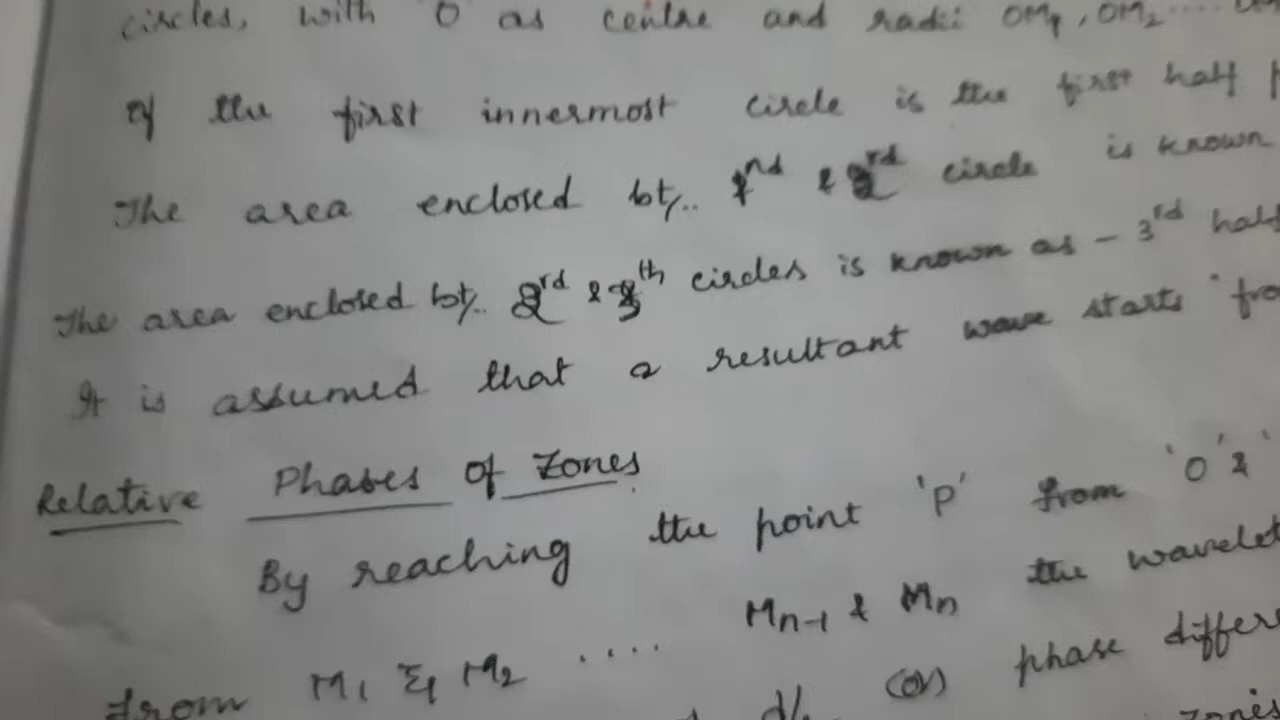 circles, with O as centre and radii OM₁, OM₂ ....
of the first innermost circle is the first half
The area enclosed bt/.. 1nd & 2rd circle is known
The area enclosed bt/.. 2rd & 3th circles is known as - 3rd half
It is assumed that a resultant wave starts fro
Relative Phases of Zones
By reaching the point 'P' from 'O' & '
Mn-1 & Mn the wavelet
from M₁ & M₂ ....
(or) phase differe
zones